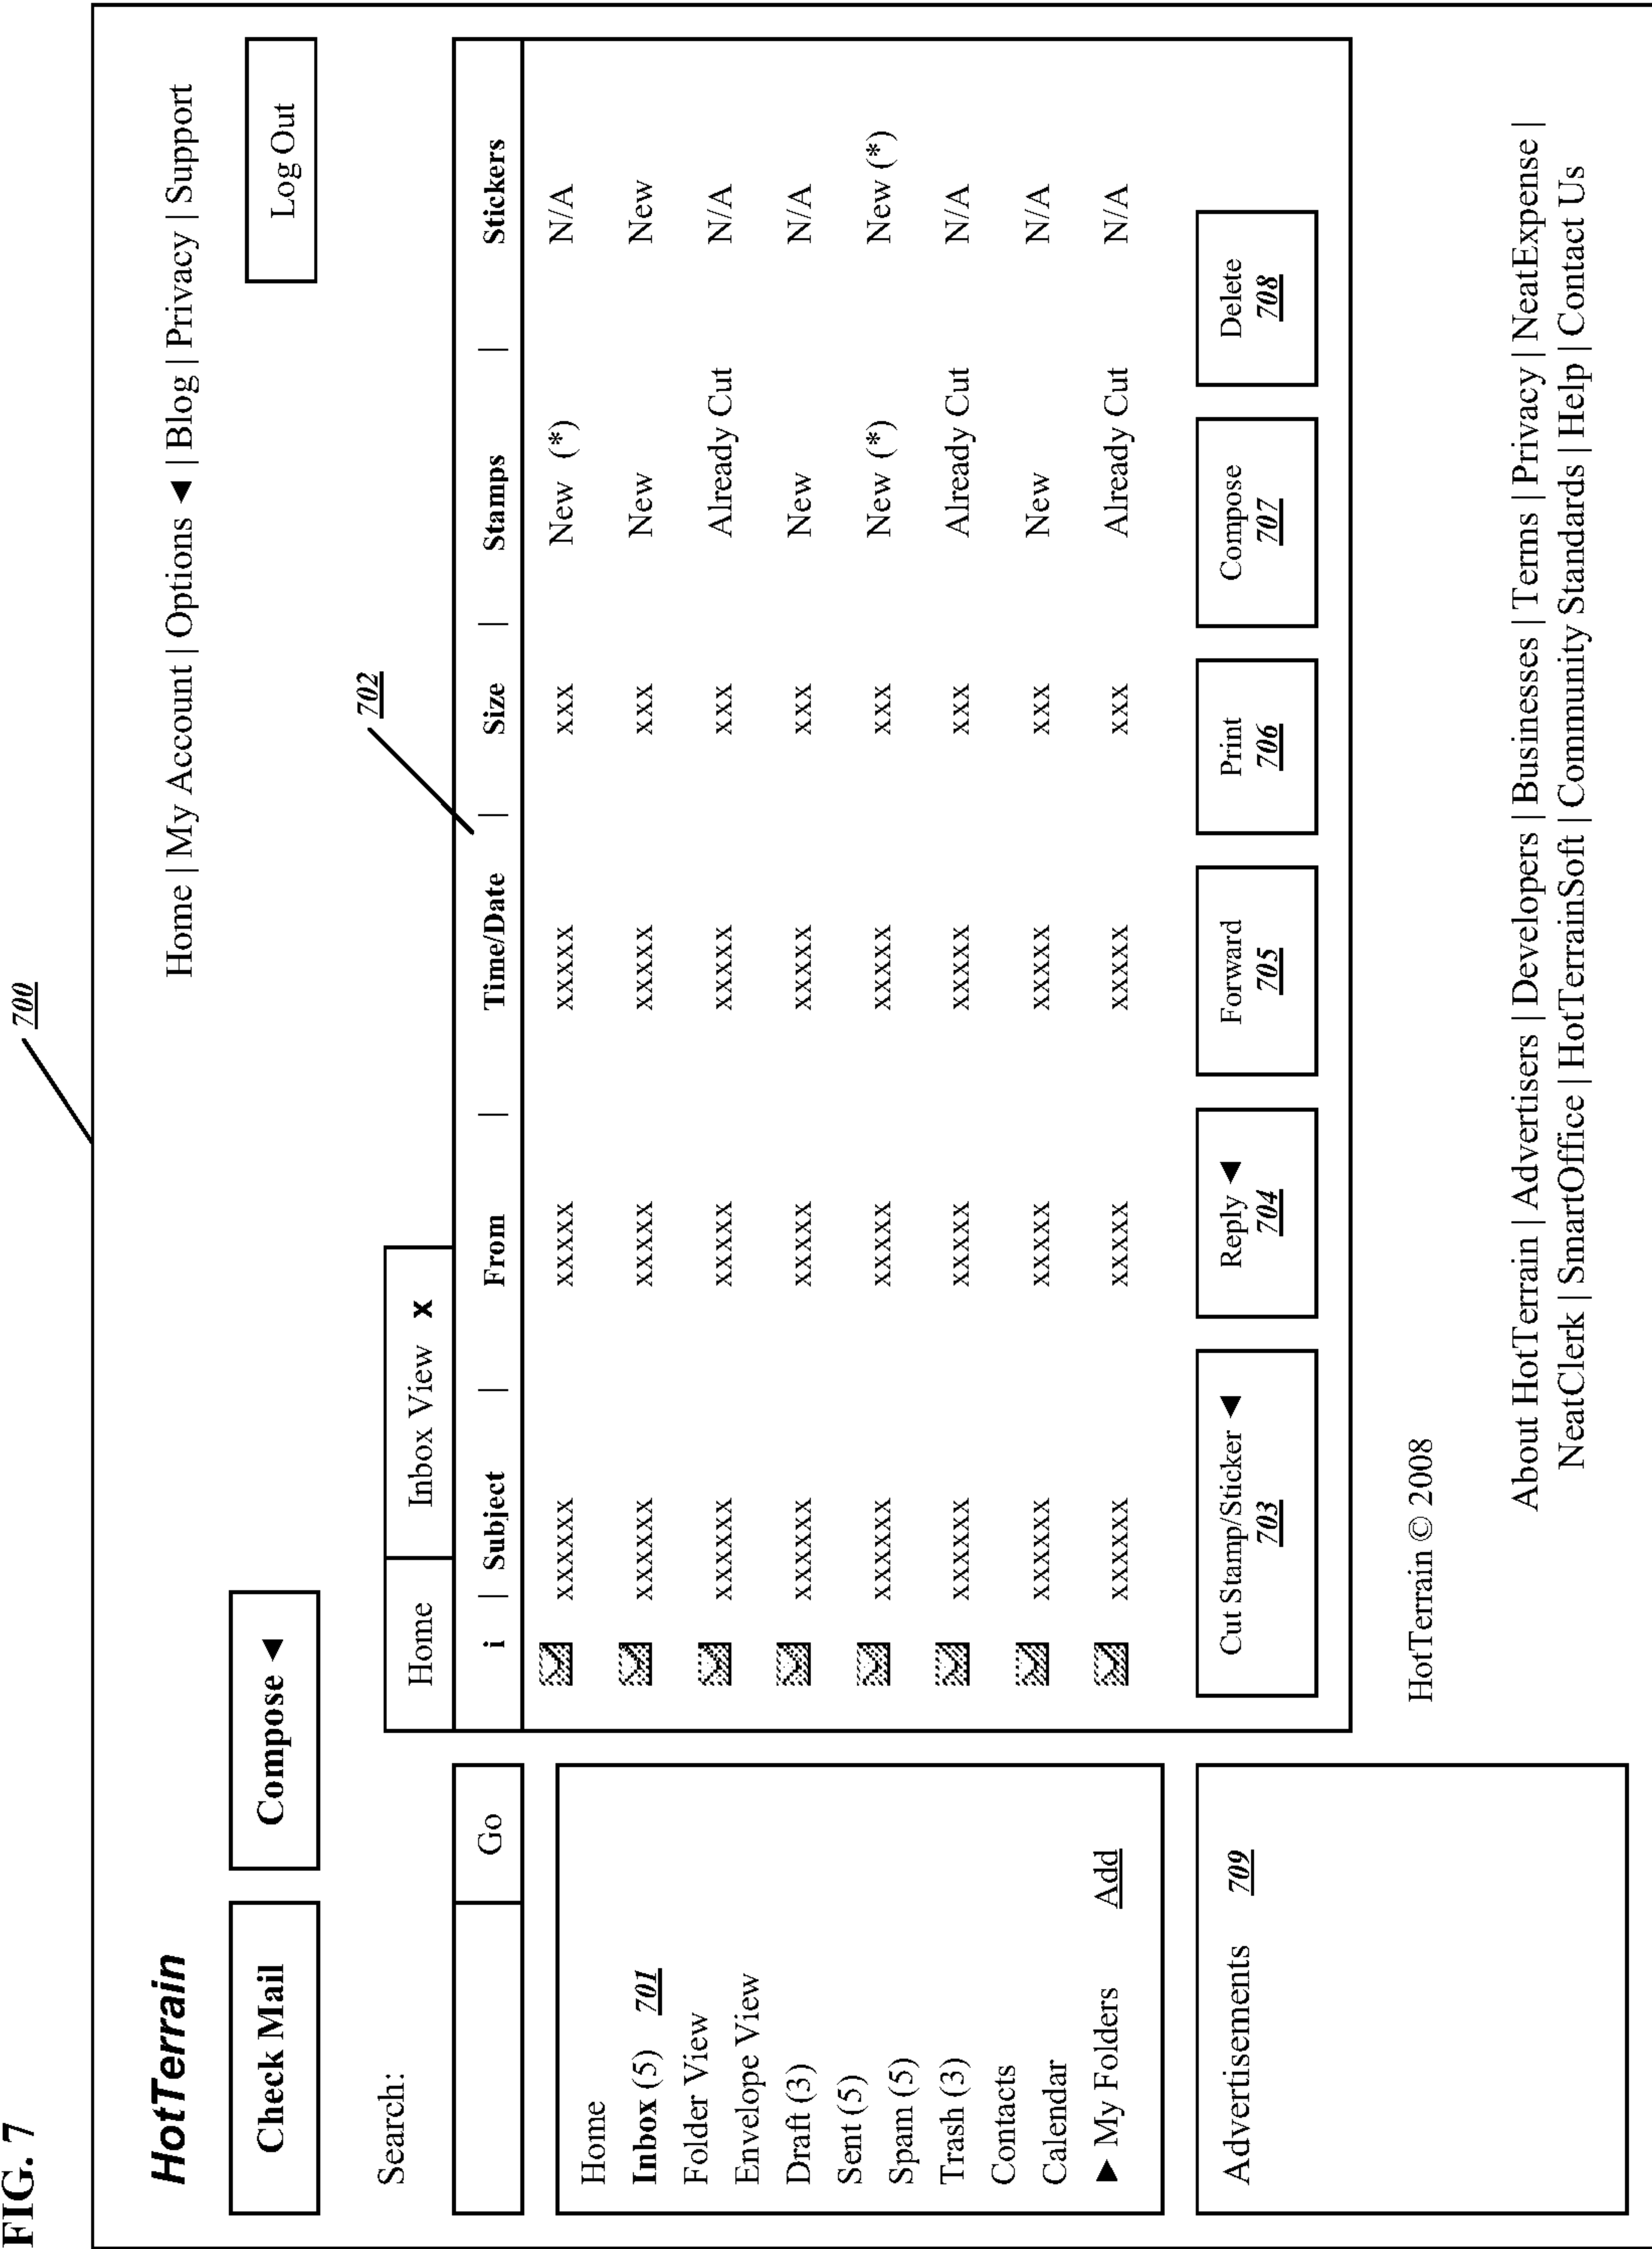 FIG. 7
700
HotTerrain
Home | My Account | Options ▼ | Blog | Privacy | Support
Check Mail
Compose ▼
Log Out
Search:
Go
Home
Inbox View x
702
i | Subject | From | Time/Date | Size | Stamps | Stickers
xxxxxx xxxxx xxxxx xxx New (*) N/A
xxxxxx xxxxx xxxxx xxx New New
xxxxxx xxxxx xxxxx xxx Already Cut N/A
xxxxxx xxxxx xxxxx xxx New N/A
xxxxxx xxxxx xxxxx xxx New (*) New (*)
xxxxxx xxxxx xxxxx xxx Already Cut N/A
xxxxxx xxxxx xxxxx xxx New N/A
xxxxxx xxxxx xxxxx xxx Already Cut N/A
Home
Inbox (5) 701
Folder View
Envelope View
Draft (3)
Sent (5)
Spam (5)
Trash (3)
Contacts
Calendar
► My Folders Add
Cut Stamp/Sticker ▼
703
Reply ▼
704
Forward
705
Print
706
Compose
707
Delete
708
Advertisements 709
HotTerrain © 2008
About HotTerrain | Advertisers | Developers | Businesses | Terms | Privacy | NeatExpense |
NeatClerk | SmartOffice | HotTerrainSoft | Community Standards | Help | Contact Us